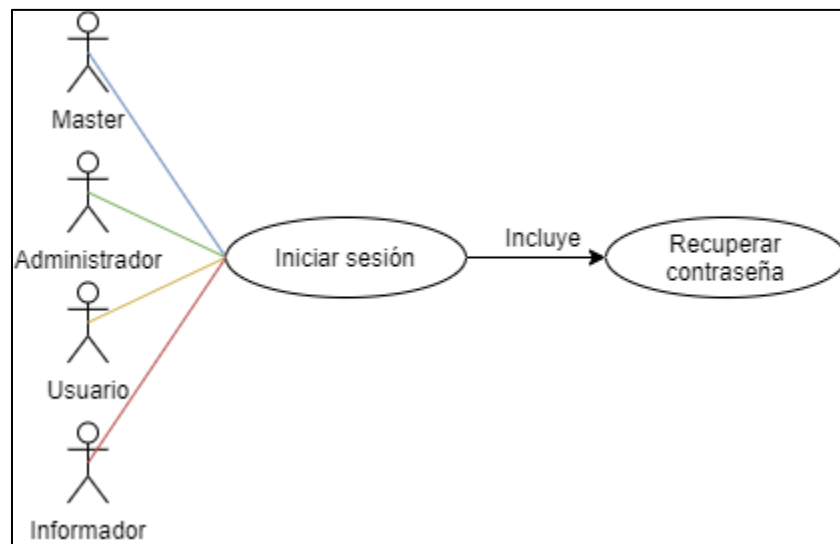 Master
Administrador
Usuario
Informador
Iniciar sesión
Incluye
Recuperar
contraseña